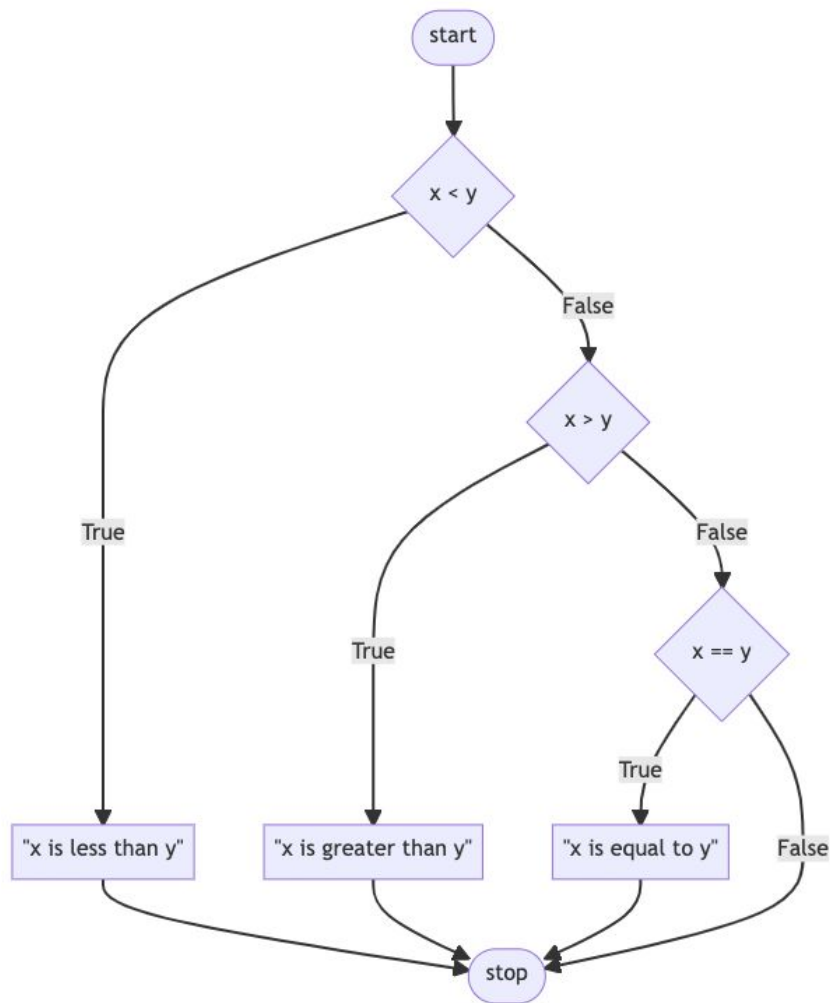 start
x < y
False
x > y
True
False
True
x == y
True
"x is less than y"
"x is greater than y"
"x is equal to y"
False
stop